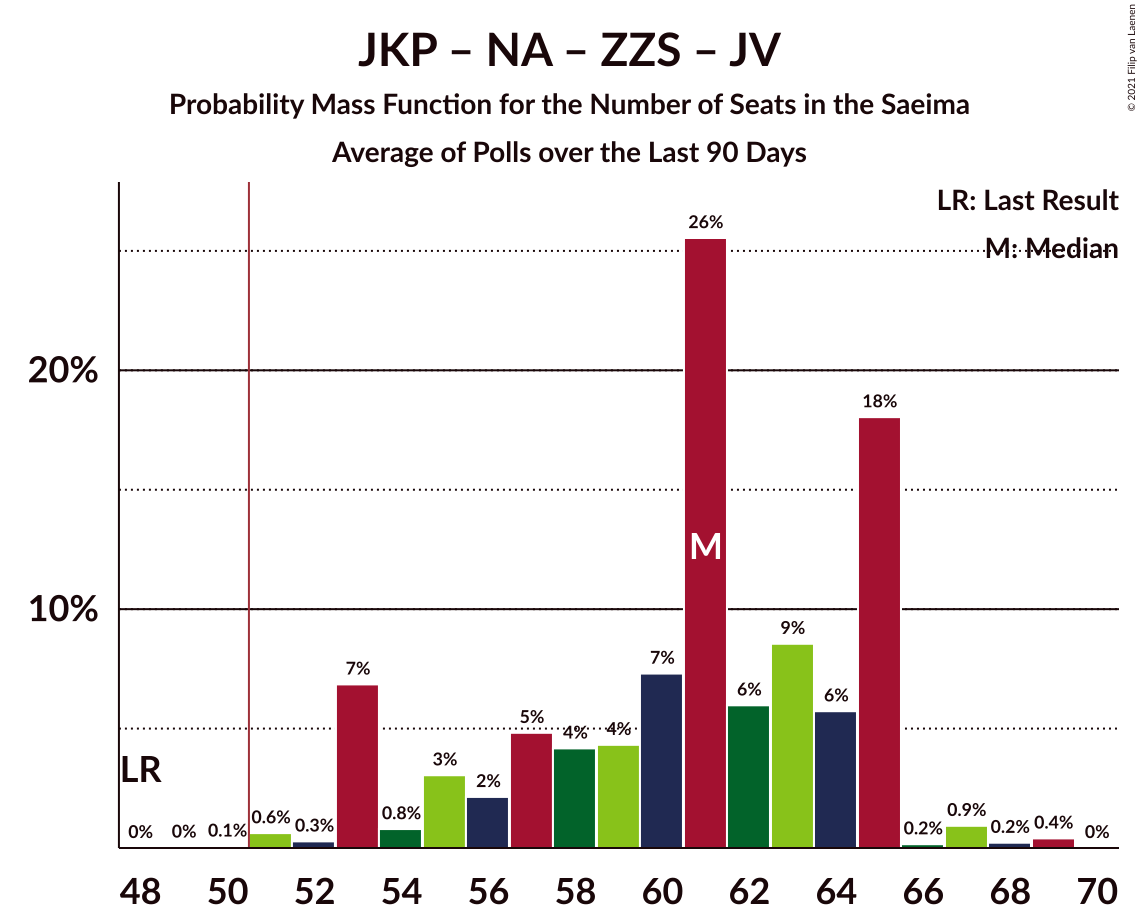 JKP – NA – ZZS – JV
Probability Mass Function for the Number of Seats in the Saeima
Average of Polls over the Last 90 Days
© 2021 Filip van Laenen
LR: Last Result
M: Median
26%
20%
18%
M
10%
9%
7%
7%
6%
6%
5%
4%
4%
3%
2%
LR
0%
0%
0.1%
0.6%
0.3%
0.8%
0.2%
0.9%
0.2%
0.4%
0%
48 50 52 54 56 58 60 62 64 66 68 70